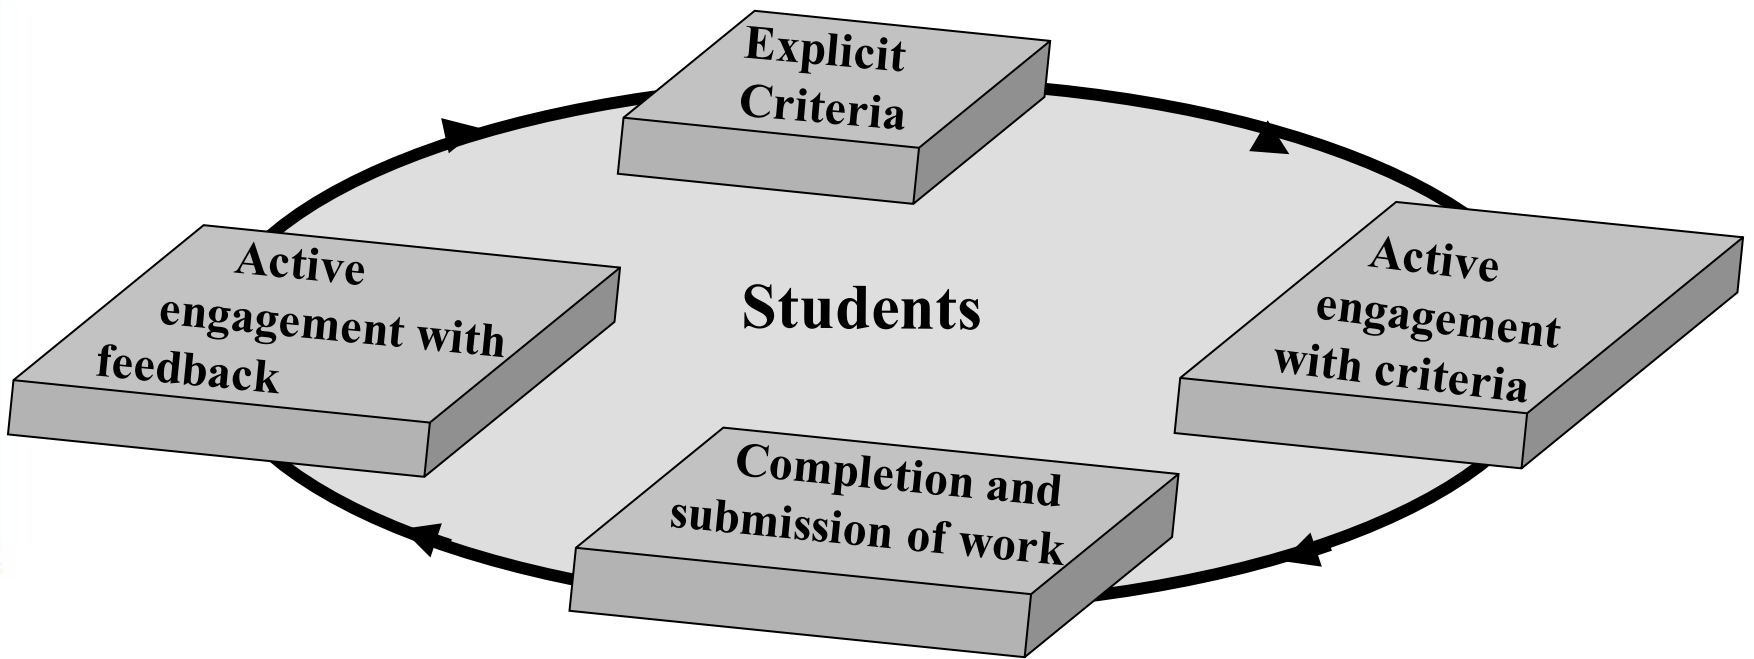 Explicit
Criteria
Active
engagement
with criteria
Completion and
submission of work
Active
engagement with
feedback
Students